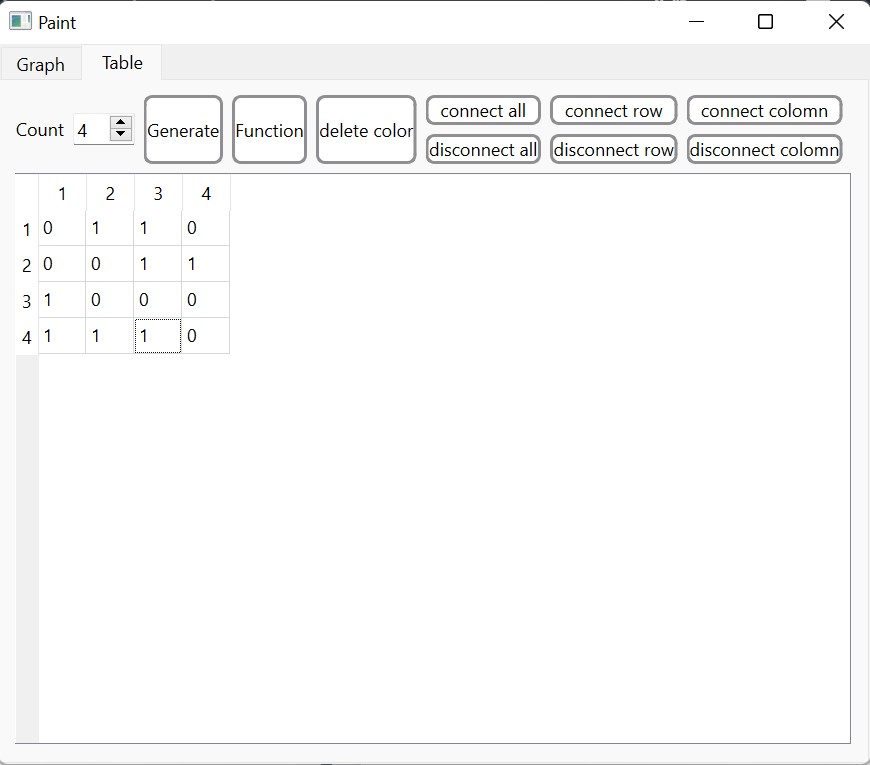 Paint
Graph Table
Count 4 Generate Function delete color connect all connect row connect colomn
disconnect all disconnect row disconnect colomn
1 2 3 4
1 0 1 1 0
2 0 0 1 1
3 1 0 0 0
4 1 1 1 0